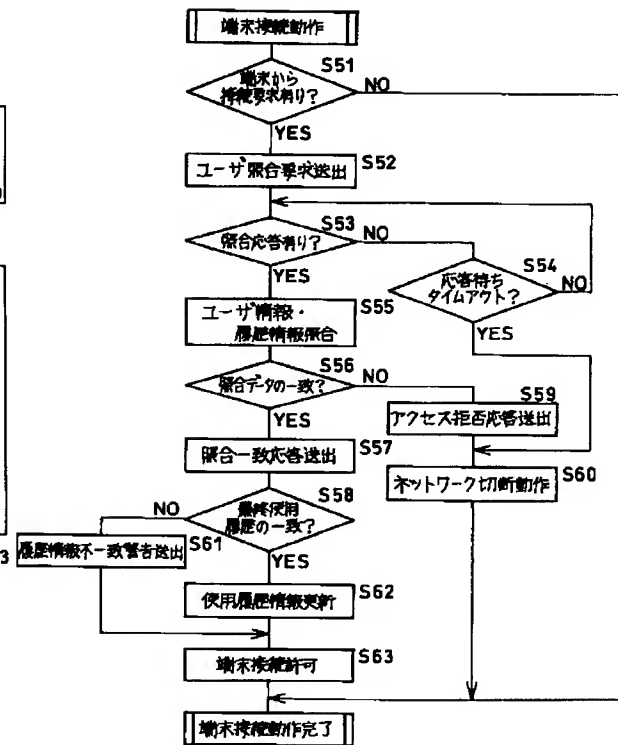 端末接続動作
S51
端末から
接続要求有り?
NO
YES
ユーザ照合要求送出
S52
S53
照合応答有り?
NO
YES
S54
応答待ち
タイムアウト?
NO
YES
ユーザ情報・
履歴情報照合
S55
S56
照合データの一致?
NO
YES
S59
アクセス拒否応答送出
照合一致応答送出
S57
ネットワーク切断動作
S60
S58
最終使用
履歴の一致?
NO
YES
3
履歴情報不一致警告送出
S61
使用履歴情報更新
S62
端末接続許可
S63
端末接続動作完了